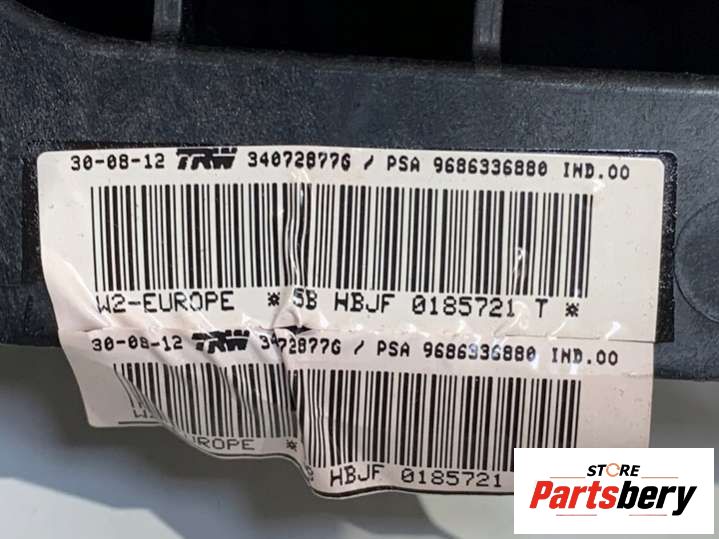 30-08-12 TRW 34072877G / PSA 9686336880 IND.00
W2-EUROPE * 5B HBJF 0185721 T *
30-08-12 TRW 34072877G / PSA 9686336880 IND.00
EUROPE * HBJF 0185721
STORE
Partsbery